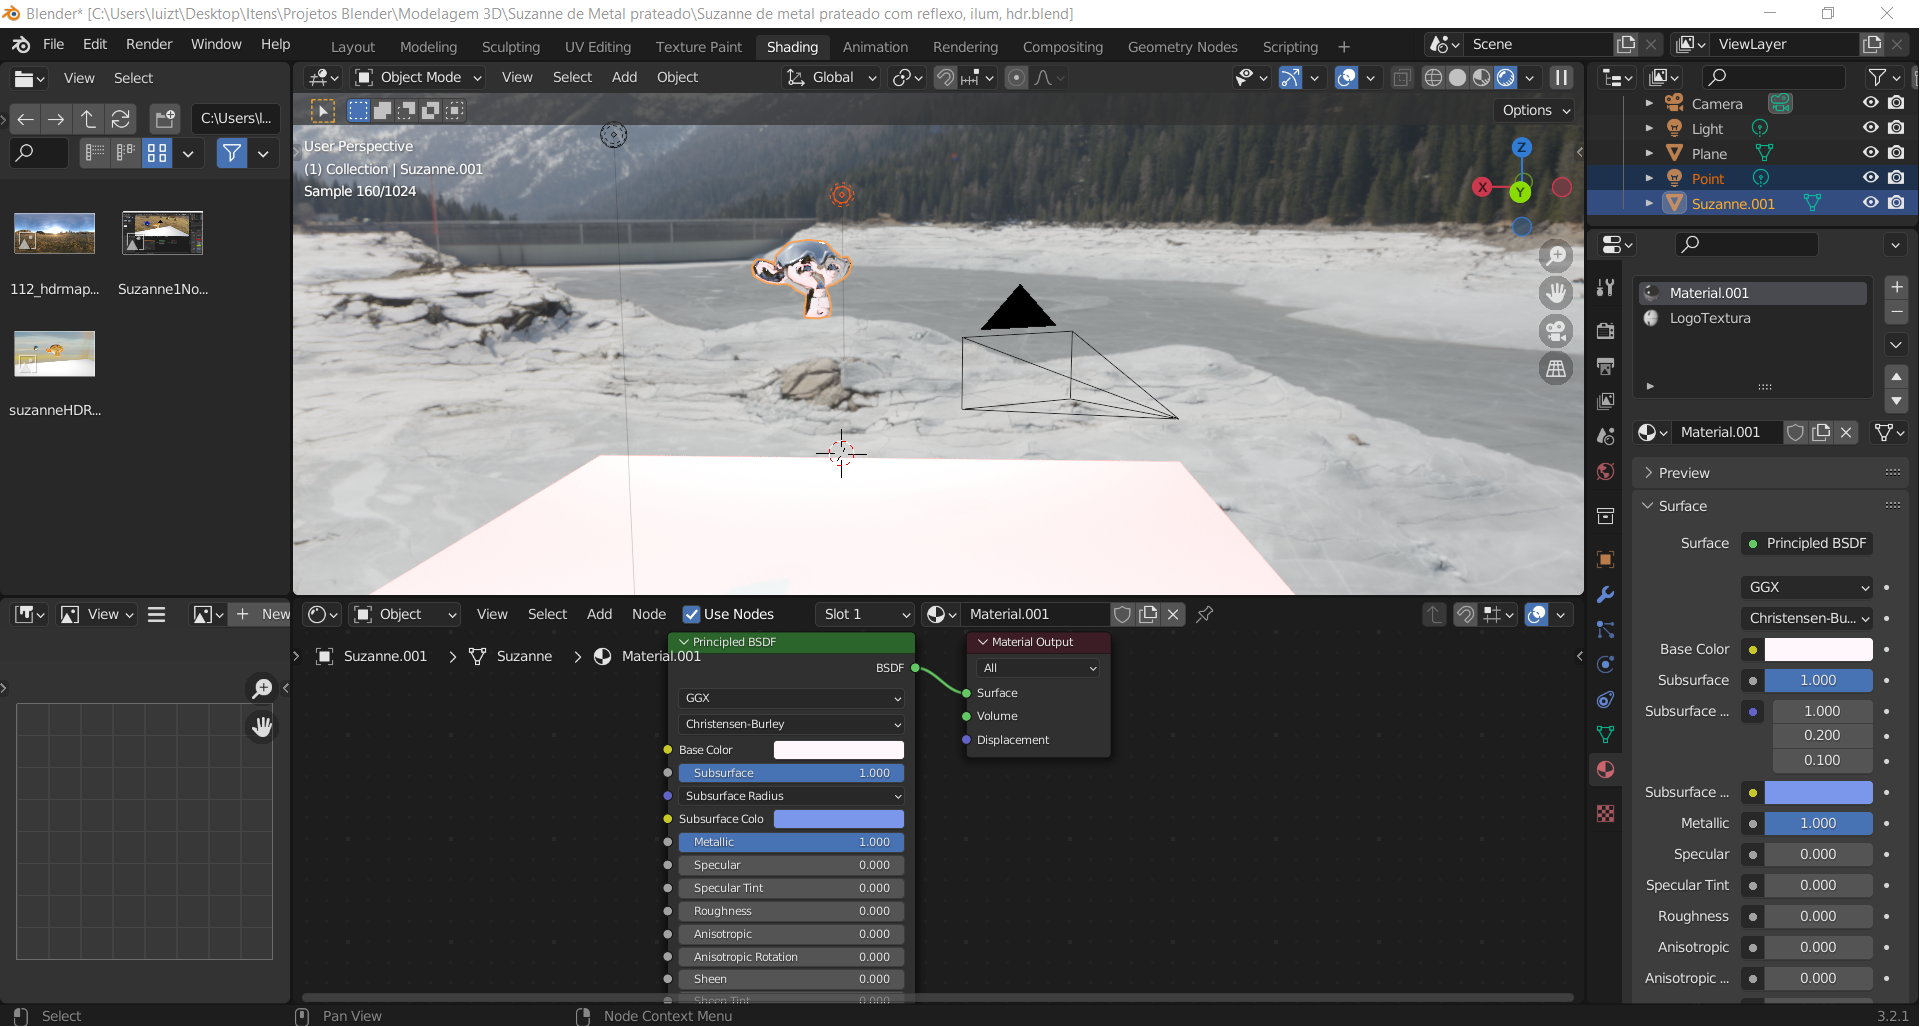 Blender* [C:\Users\luizt\Desktop\Itens\Projetos Blender\Modelagem 3D\Suzanne de Metal prateado\Suzanne de metal prateado com reflexo, ilum, hdr.blend]
File Edit Render Window Help Layout Modeling Sculpting UV Editing Texture Paint Shading Animation Rendering Compositing Geometry Nodes Scripting + Scene ViewLayer
View Select
C:\Users\l...
112_hdrmap...
Suzanne1No...
suzanneHDR...
Object Mode View Select Add Object Global
Options
User Perspective
(1) Collection | Suzanne.001
Sample 160/1024
Z
X
Y
Camera
Light
Plane
Point
Suzanne.001
Material.001
LogoTextura
Material.001
Preview
Surface
Surface Principled BSDF
GGX
Christensen-Bu...
Base Color
Subsurface 1.000
Subsurface ... 1.000
0.200
0.100
Subsurface ...
Metallic 1.000
Specular 0.000
Specular Tint 0.000
Roughness 0.000
Anisotropic 0.000
Anisotropic ... 0.000
View + New
Object View Select Add Node Use Nodes Slot 1 Material.001
Suzanne.001 > Suzanne > Material.001
Principled BSDF
BSDF
GGX
Christensen-Burley
Base Color
Subsurface 1.000
Subsurface Radius
Subsurface Colo
Metallic 1.000
Specular 0.000
Specular Tint 0.000
Roughness 0.000
Anisotropic 0.000
Anisotropic Rotation 0.000
Sheen 0.000
Sheen Tint 0.000
Material Output
All
Surface
Volume
Displacement
Select Pan View Node Context Menu 3.2.1